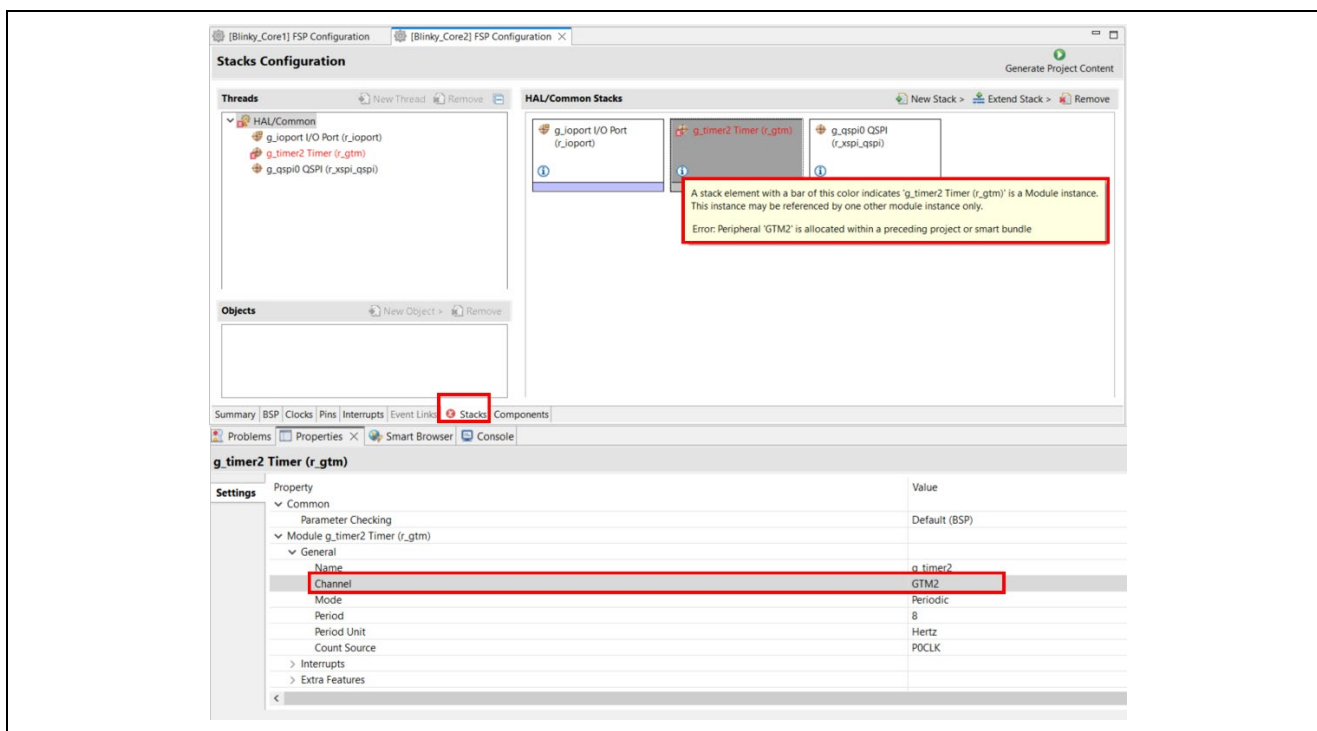 [Blinky_Core1] FSP Configuration
[Blinky_Core2] FSP Configuration
Stacks Configuration
Generate Project Content
Threads
New Thread
Remove
HAL/Common Stacks
New Stack >
Extend Stack >
Remove
HAL/Common
g_ioport I/O Port (r_ioport)
g_timer2 Timer (r_gtm)
g_qspi0 QSPI (r_xspi_qspi)
g_ioport I/O Port
(r_ioport)
g_timer2 Timer (r_gtm)
g_qspi0 QSPI
(r_xspi_qspi)
A stack element with a bar of this color indicates 'g_timer2 Timer (r_gtm)' is a Module instance.
This instance may be referenced by one other module instance only.
Error: Peripheral 'GTM2' is allocated within a preceding project or smart bundle
Objects
New Object >
Remove
Summary BSP Clocks Pins Interrupts Event Links Stacks Components
Problems Properties Smart Browser Console
g_timer2 Timer (r_gtm)
Settings
Property Value
Common
Parameter Checking Default (BSP)
Module g_timer2 Timer (r_gtm)
General
Name g_timer2
Channel GTM2
Mode Periodic
Period 8
Period Unit Hertz
Count Source P0CLK
> Interrupts
> Extra Features